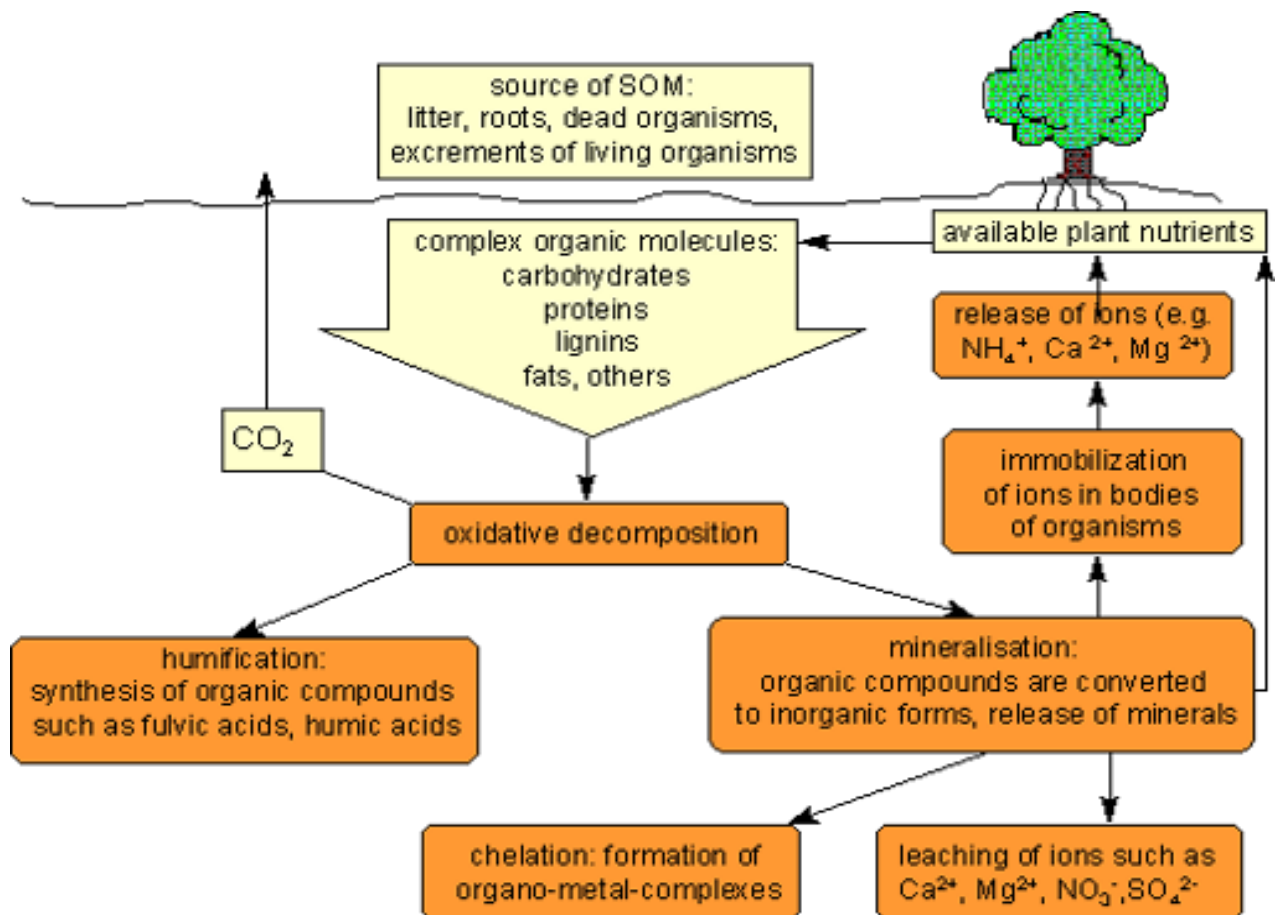 source of SOM:
litter, roots, dead organisms,
excrements of living organisms
complex organic molecules:
carbohydrates
proteins
lignins
fats, others
available plant nutrients
release of ions (e.g.
NH₄⁺, Ca ²⁺, Mg ²⁺)
CO₂
immobilization
of ions in bodies
of organisms
oxidative decomposition
humification:
synthesis of organic compounds
such as fulvic acids, humic acids
mineralisation:
organic compounds are converted
to inorganic forms, release of minerals
chelation: formation of
organo-metal-complexes
leaching of ions such as
Ca²⁺, Mg²⁺, NO₃⁻,SO₄²⁻